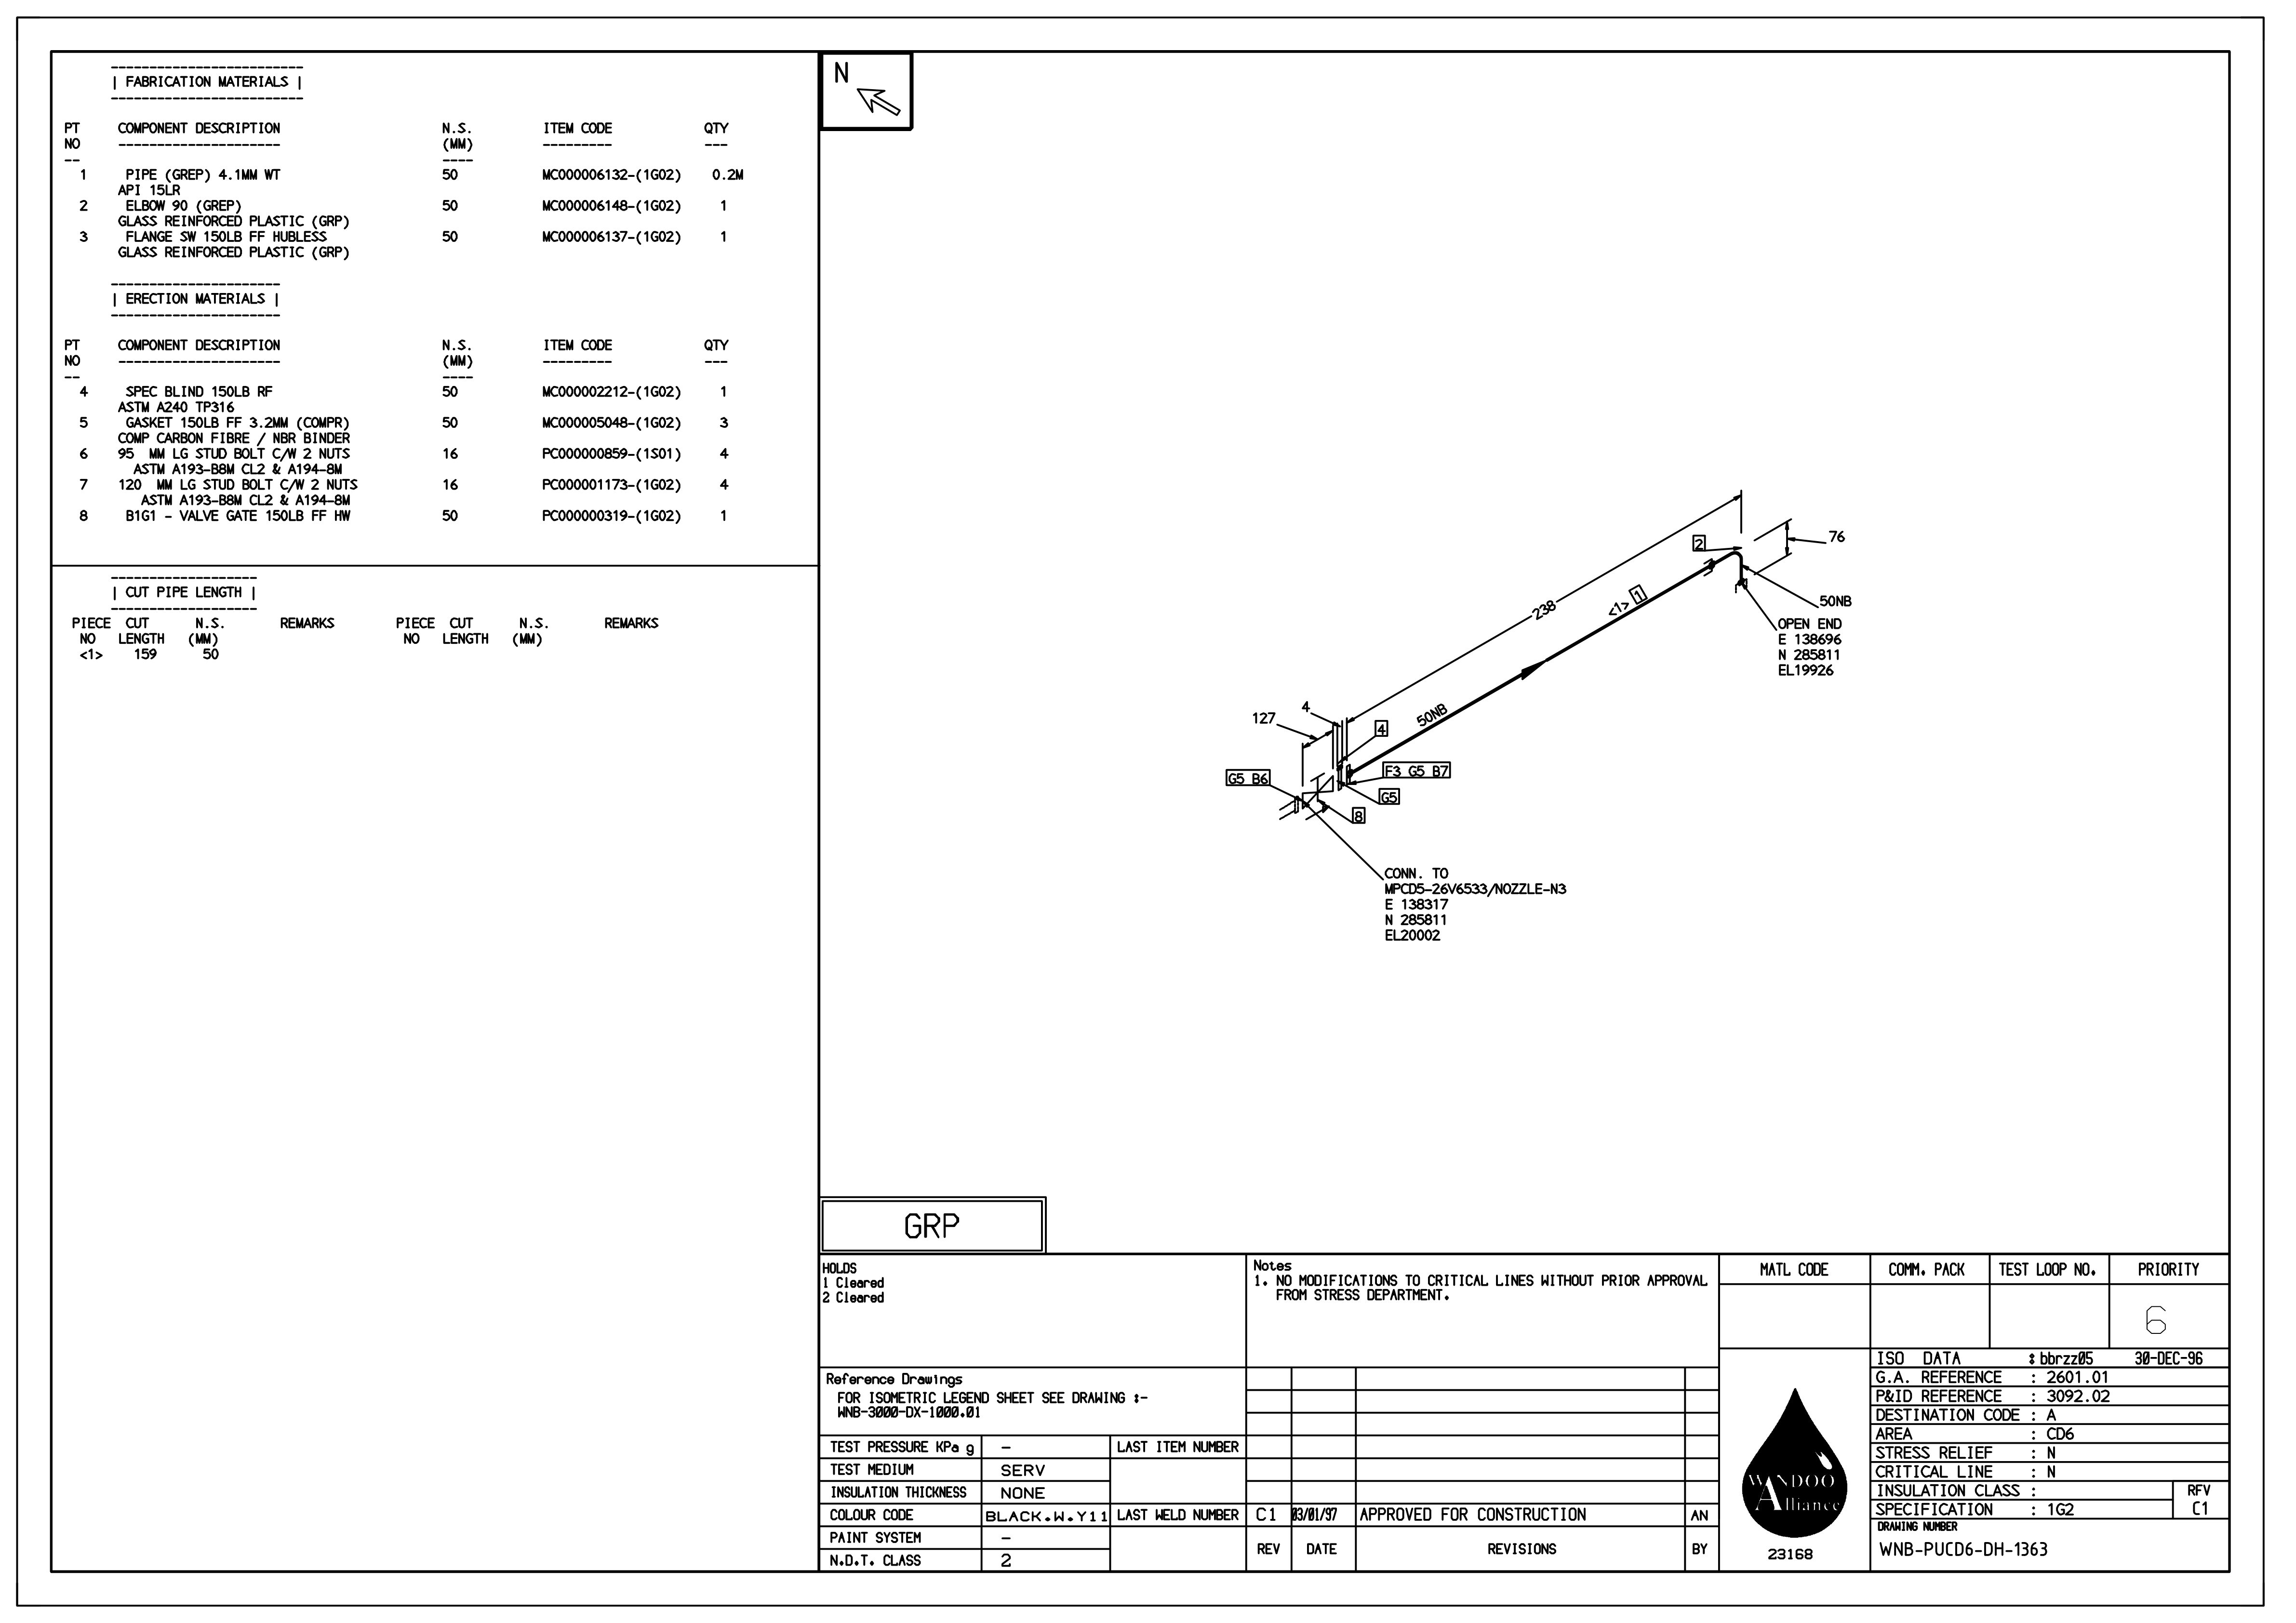 | FABRICATION MATERIALS |
PT COMPONENT DESCRIPTION N.S. ITEM CODE QTY
NO (MM)
1 PIPE (GREP) 4.1MM WT 50 MC000006132-(1G02) 0.2M
API 15LR
2 ELBOW 90 (GREP) 50 MC000006148-(1G02) 1
GLASS REINFORCED PLASTIC (GRP)
3 FLANGE SW 150LB FF HUBLESS 50 MC000006137-(1G02) 1
GLASS REINFORCED PLASTIC (GRP)
| ERECTION MATERIALS |
PT COMPONENT DESCRIPTION N.S. ITEM CODE QTY
NO (MM)
4 SPEC BLIND 150LB RF 50 MC000002212-(1G02) 1
ASTM A240 TP316
5 GASKET 150LB FF 3.2MM (COMPR) 50 MC000005048-(1G02) 3
COMP CARBON FIBRE / NBR BINDER
6 95 MM LG STUD BOLT C/W 2 NUTS 16 PC000000859-(1S01) 4
ASTM A193-B8M CL2 & A194-8M
7 120 MM LG STUD BOLT C/W 2 NUTS 16 PC000001173-(1G02) 4
ASTM A193-B8M CL2 & A194-8M
8 B1G1 - VALVE GATE 150LB FF HW 50 PC000000319-(1G02) 1
| CUT PIPE LENGTH |
PIECE CUT N.S. REMARKS PIECE CUT N.S. REMARKS
NO LENGTH (MM) NO LENGTH (MM)
<1> 159 50
N
2
76
238
<1> 1
50NB
OPEN END
E 138696
N 285811
EL19926
4
127
50NB
4
G5 B6
F3 G5 B7
G5
8
CONN. TO
MPCD5-26V6533/NOZZLE-N3
E 138317
N 285811
EL20002
GRP
HOLDS
1 Cleared
2 Cleared
Notes
1. NO MODIFICATIONS TO CRITICAL LINES WITHOUT PRIOR APPROVAL
FROM STRESS DEPARTMENT.
MATL CODE COMM. PACK TEST LOOP NO. PRIORITY
6
Reference Drawings
FOR ISOMETRIC LEGEND SHEET SEE DRAWING :-
WNB-3000-DX-1000.01
TEST PRESSURE KPa g - LAST ITEM NUMBER
TEST MEDIUM SERV
INSULATION THICKNESS NONE
COLOUR CODE BLACK.W.Y11 LAST WELD NUMBER
PAINT SYSTEM -
N.D.T. CLASS 2
C1 03/01/97 APPROVED FOR CONSTRUCTION AN
REV DATE REVISIONS BY
WANDOO
Alliance
23168
ISO DATA : bbrzz05 30-DEC-96
G.A. REFERENCE : 2601.01
P&ID REFERENCE : 3092.02
DESTINATION CODE : A
AREA : CD6
STRESS RELIEF : N
CRITICAL LINE : N
INSULATION CLASS : RFV
SPECIFICATION : 1G2 C1
DRAWING NUMBER
WNB-PUCD6-DH-1363